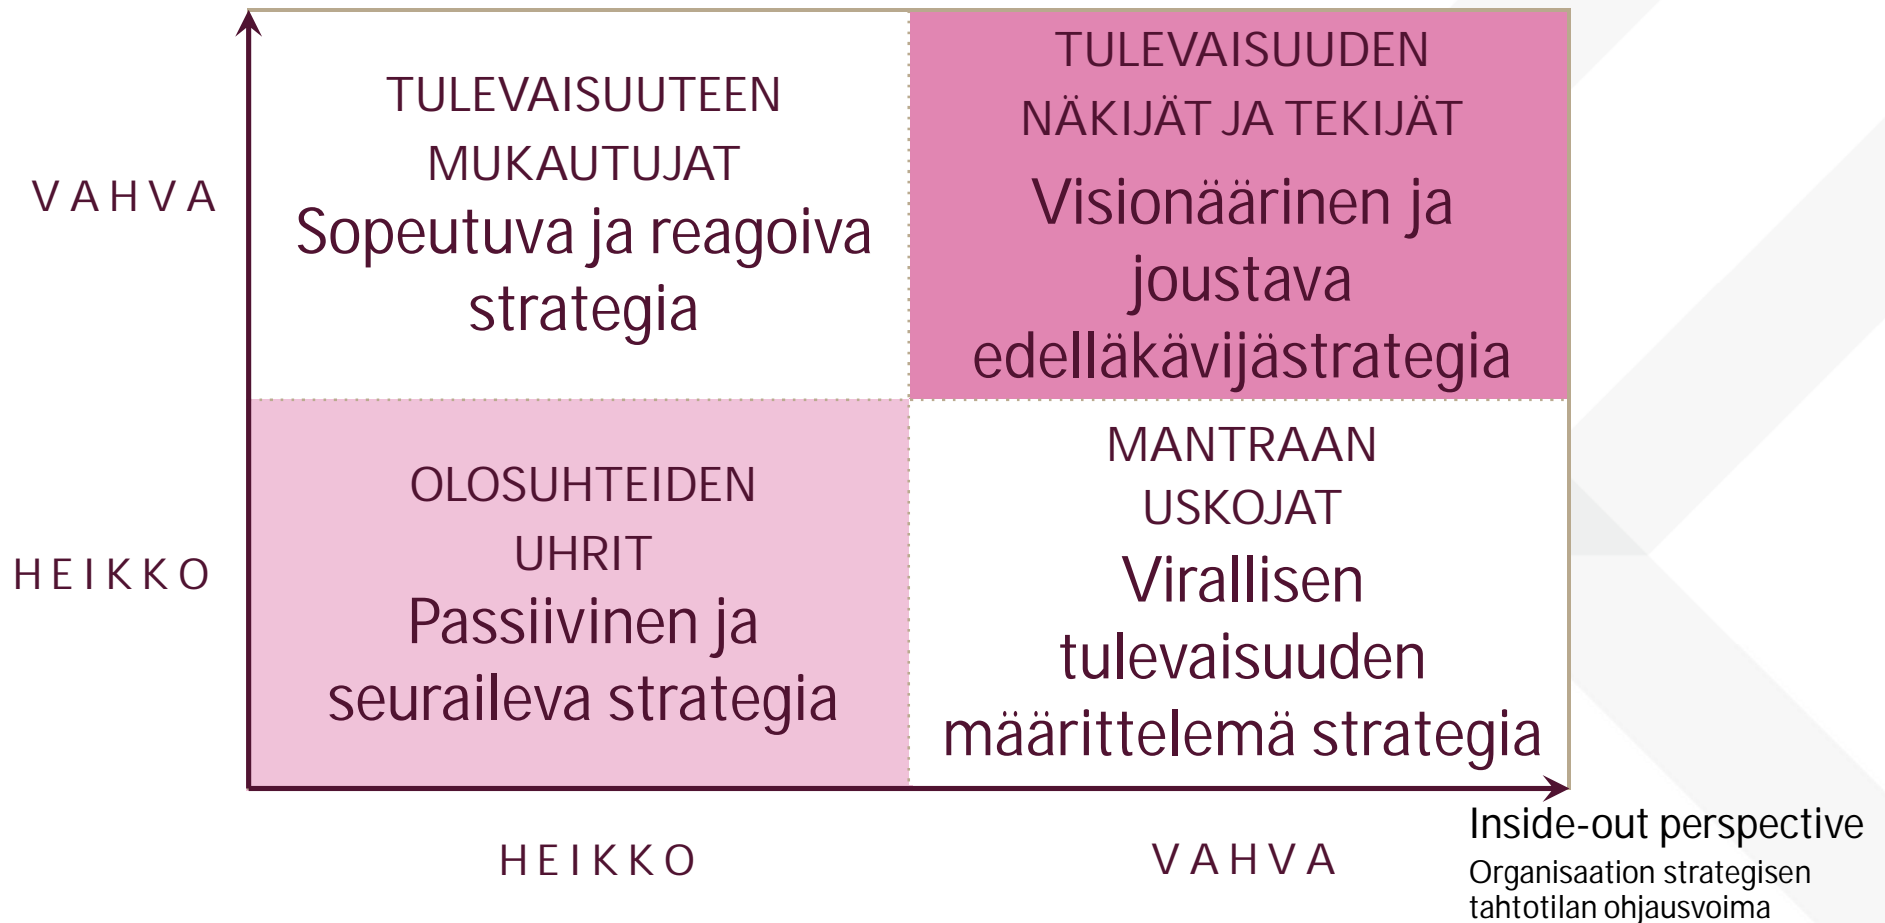 TULEVAISUUTEEN
MUKAUTUJAT
Sopeutuva ja reagoiva
strategia
TULEVAISUUDEN
NÄKIJÄT JA TEKIJÄT
Visionäärinen ja
joustava
edelläkävijästrategia
VAHVA
OLOSUHTEIDEN
UHRIT
Passiivinen ja
seuraileva strategia
MANTRAAN
USKOJAT
Virallisen
tulevaisuuden
määrittelemä strategia
HEIKKO
HEIKKO
VAHVA
Inside-out perspective
Organisaation strategisen
tahtotilan ohjausvoima